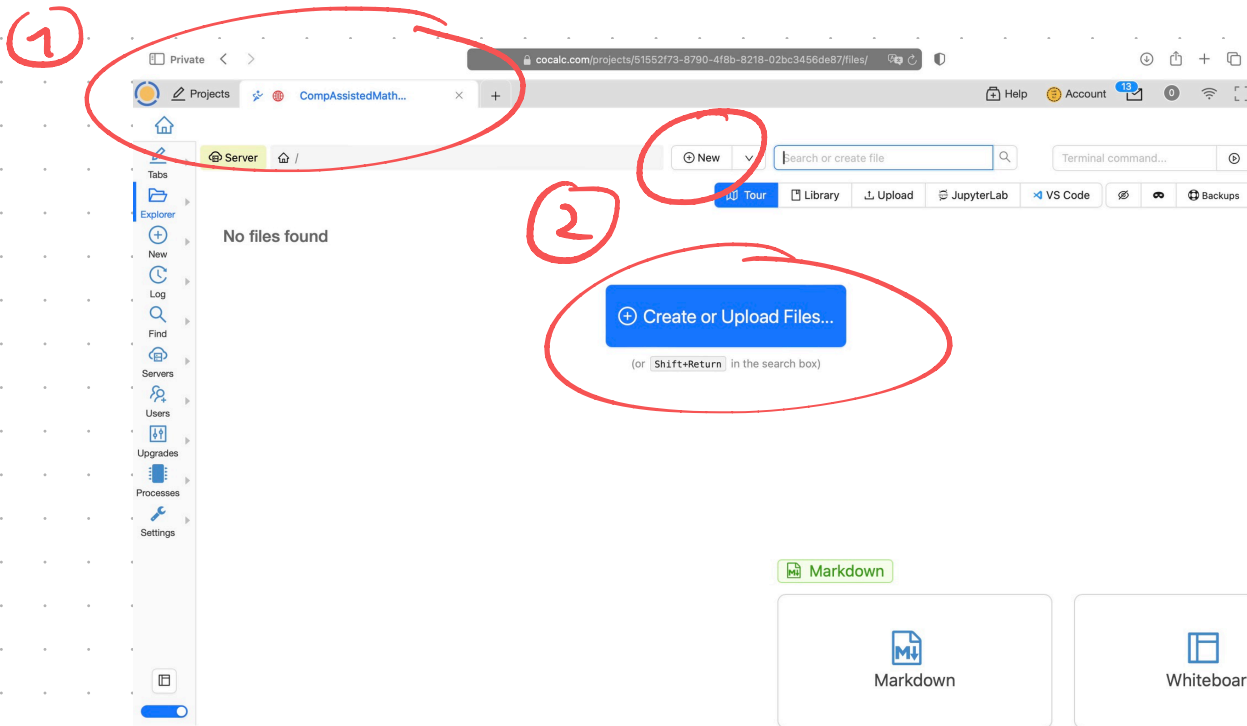 1
Private
cocalc.com/projects/51552f73-8790-4f8b-8218-02bc3456de87/files/
Projects
CompAssistedMath...
Help
Account
13
0
Server
/
New
Search or create file
Terminal command...
Tabs
Explorer
New
Log
Find
Servers
Users
Upgrades
Processes
Settings
Tour
Library
Upload
JupyterLab
VS Code
Backups
2
No files found
Create or Upload Files...
(or Shift+Return in the search box)
Markdown
M↓
Markdown
Whiteboar